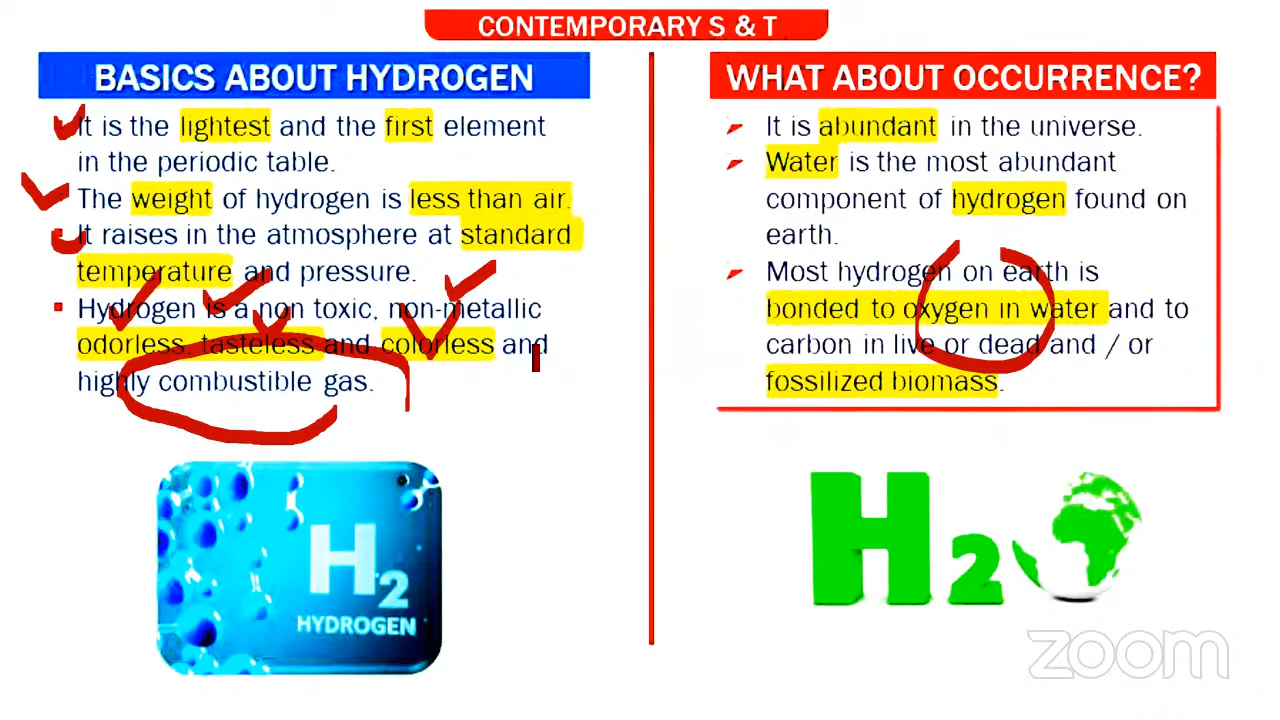 CONTEMPORARY S & T
BASICS ABOUT HYDROGEN
It is the lightest and the first element
in the periodic table.
The weight of hydrogen is less than air.
It raises in the atmosphere at standard
temperature and pressure.
Hydrogen is a non toxic, non-metallic
odorless, tasteless and colorless and
highly combustible gas.
H2
HYDROGEN
WHAT ABOUT OCCURRENCE?
It is abundant in the universe.
Water is the most abundant
component of hydrogen found on
earth.
Most hydrogen on earth is
bonded to oxygen in water and to
carbon in live or dead and / or
fossilized biomass.
H2
zoom